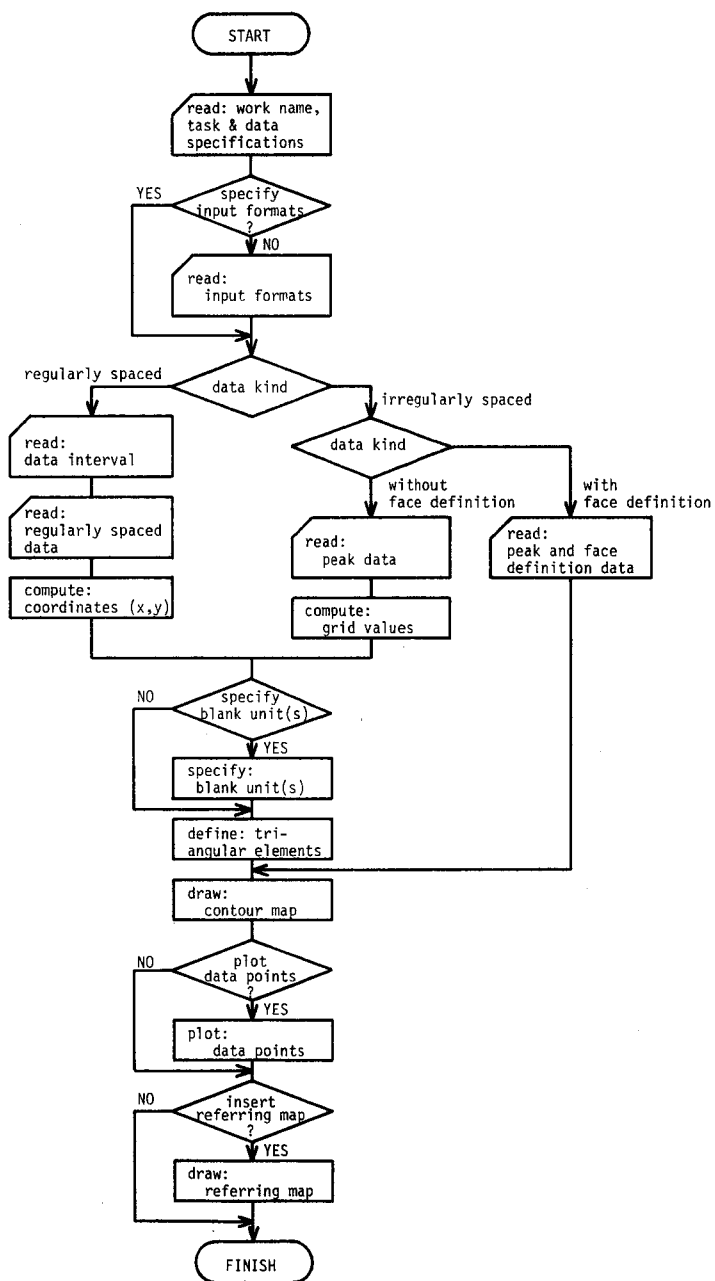 START
read: work name,
task & data
specifications
YES
specify
input formats
?
NO
read:
input formats
regularly spaced
data kind
irregularly spaced
read:
data interval
data kind
without
face definition
with
face definition
read:
regularly spaced
data
read:
peak data
read:
peak and face
definition data
compute:
coordinates (x,y)
compute:
grid values
NO
specify
blank unit(s)
YES
specify:
blank unit(s)
define: tri-
angular elements
draw:
contour map
NO
plot
data points
?
YES
plot:
data points
NO
insert
referring map
?
YES
draw:
referring map
FINISH